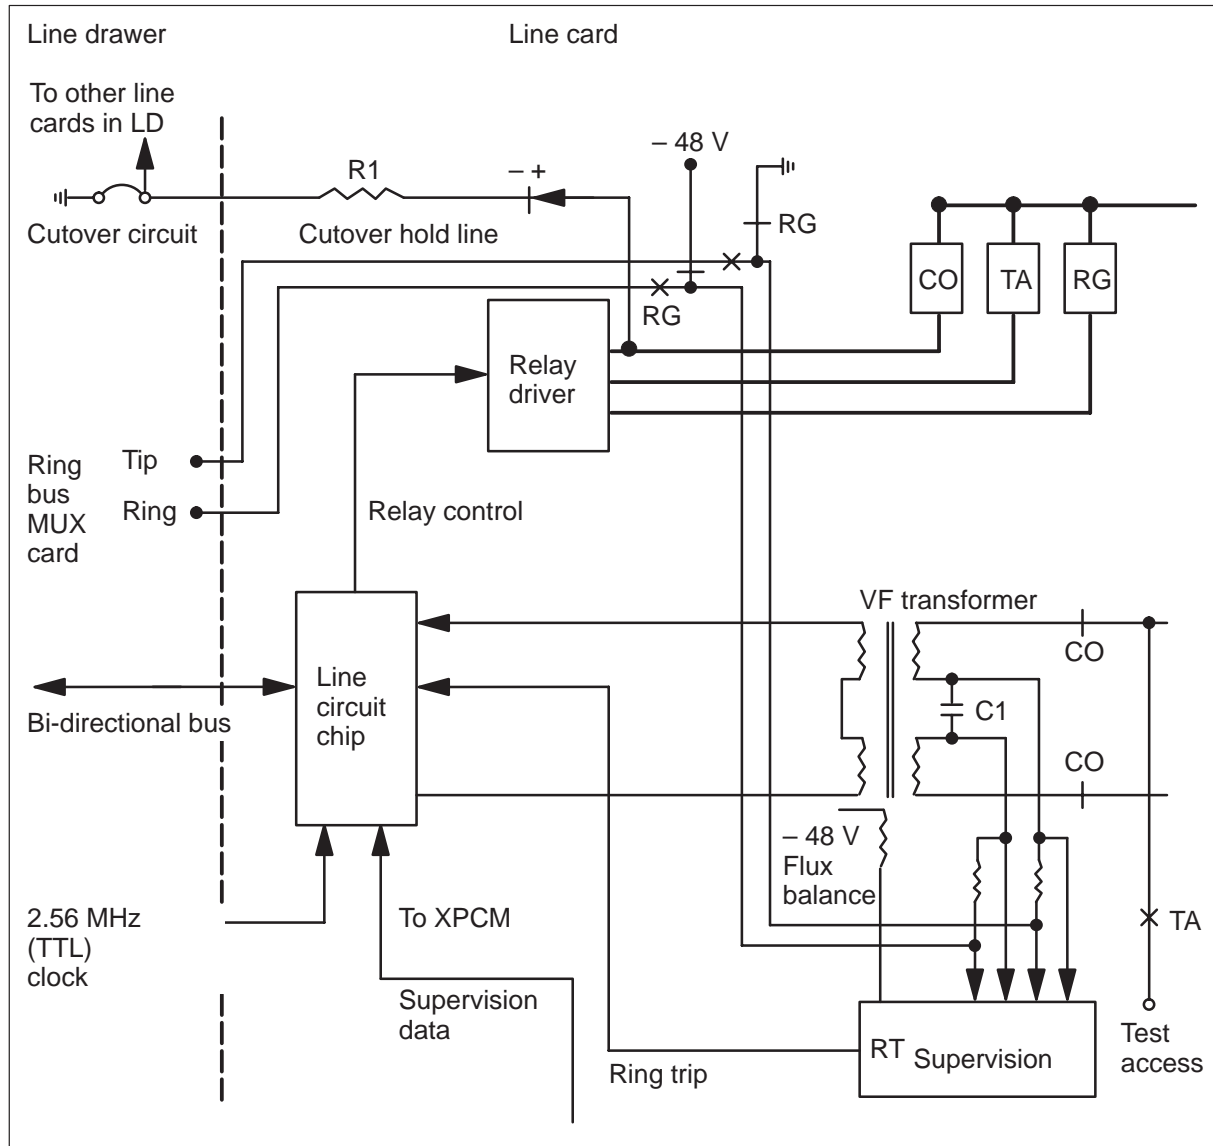 Line drawer
Line card
To other line
cards in LD
– 48 V
R1
– +
RG
Cutover circuit
Cutover hold line
CO
TA
RG
RG
Relay
driver
Ring
bus
MUX
card
Tip
Ring
Relay control
VF transformer
CO
Line
circuit
chip
C1
Bi-directional bus
CO
– 48 V
Flux
balance
2.56 MHz
(TTL)
clock
To XPCM
TA
Supervision
data
RT
Supervision
Test
access
Ring trip